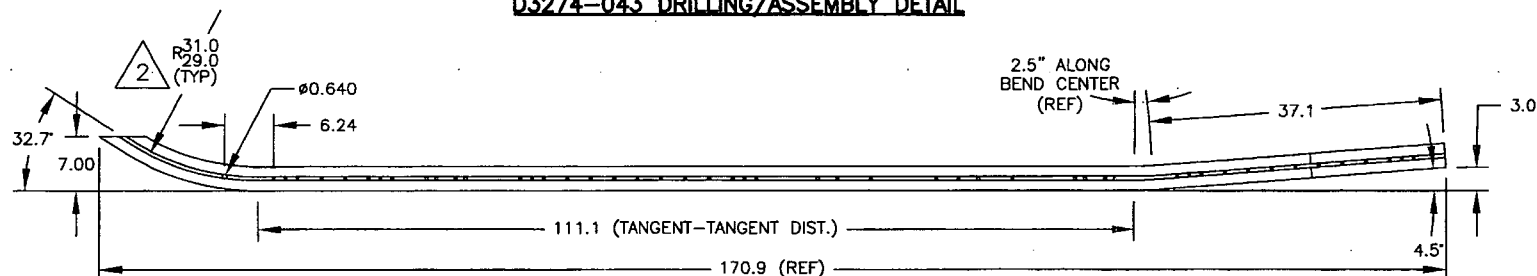 D3274-043 DRILLING/ASSEMBLY DETAIL
2
R31.0
29.0
(TYP)
Ø0.640
6.24
32.7°
7.00
2.5" ALONG
BEND CENTER
(REF)
37.1
3.0
111.1 (TANGENT-TANGENT DIST.)
4.5°
170.9 (REF)